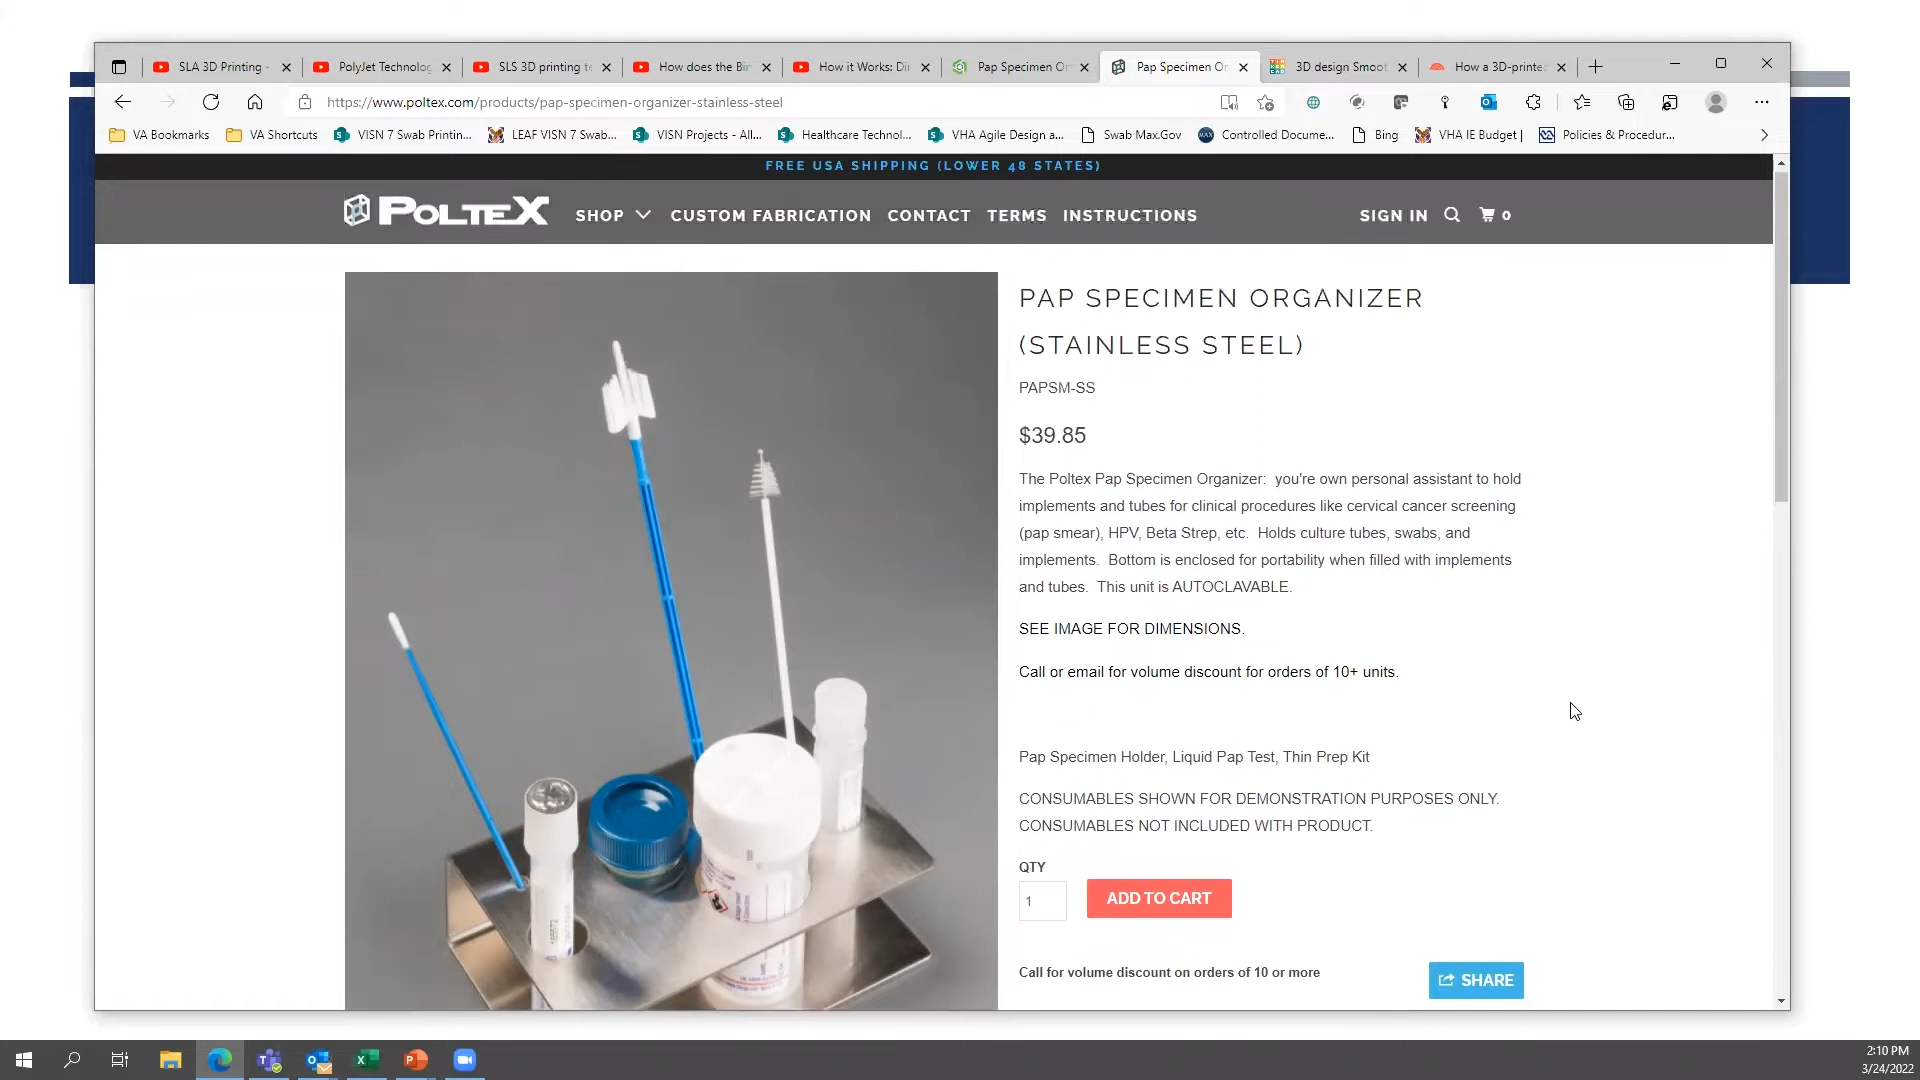 SLA 3D Printing -
PolyJet Technolog
SLS 3D printing te
How does the Bin
How it Works: Di
Pap Specimen Or
Pap Specimen Or
3D design Smoot
How a 3D-printed
https://www.poltex.com/products/pap-specimen-organizer-stainless-steel
VA Bookmarks
VA Shortcuts
VISN 7 Swab Printin...
LEAF VISN 7 Swab...
VISN Projects - All...
Healthcare Technol...
VHA Agile Design a...
Swab Max.Gov
Controlled Docume...
Bing
VHA IE Budget |
Policies & Procedur...
FREE USA SHIPPING (LOWER 48 STATES)
POLTEX
SHOP
CUSTOM FABRICATION
CONTACT
TERMS
INSTRUCTIONS
SIGN IN
0
PAP SPECIMEN ORGANIZER
(STAINLESS STEEL)
PAPSM-SS
$39.85
The Poltex Pap Specimen Organizer: you're own personal assistant to hold
implements and tubes for clinical procedures like cervical cancer screening
(pap smear), HPV, Beta Strep, etc. Holds culture tubes, swabs, and
implements. Bottom is enclosed for portability when filled with implements
and tubes. This unit is AUTOCLAVABLE.
SEE IMAGE FOR DIMENSIONS.
Call or email for volume discount for orders of 10+ units.
Pap Specimen Holder, Liquid Pap Test, Thin Prep Kit
CONSUMABLES SHOWN FOR DEMONSTRATION PURPOSES ONLY.
CONSUMABLES NOT INCLUDED WITH PRODUCT.
QTY
1
ADD TO CART
Call for volume discount on orders of 10 or more
SHARE
2:10 PM
3/24/2022